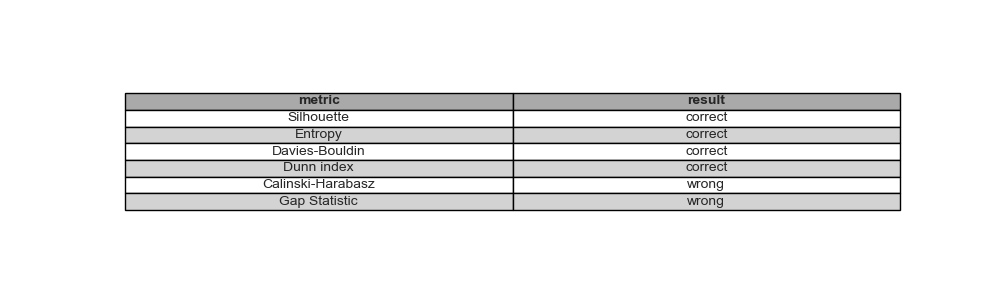 metric result
Silhouette correct
Entropy correct
Davies-Bouldin correct
Dunn index correct
Calinski-Harabasz wrong
Gap Statistic wrong